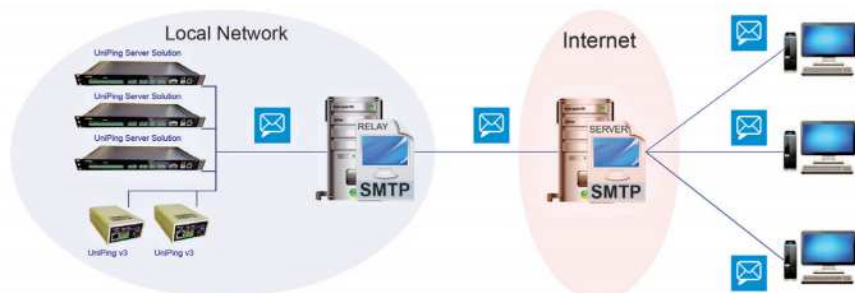 Local Network
Internet
UniPing Server Solution
UniPing Server Solution
UniPing Server Solution
RELAY
SMTP
SERVER
SMTP
UniPing v3
UniPing v3